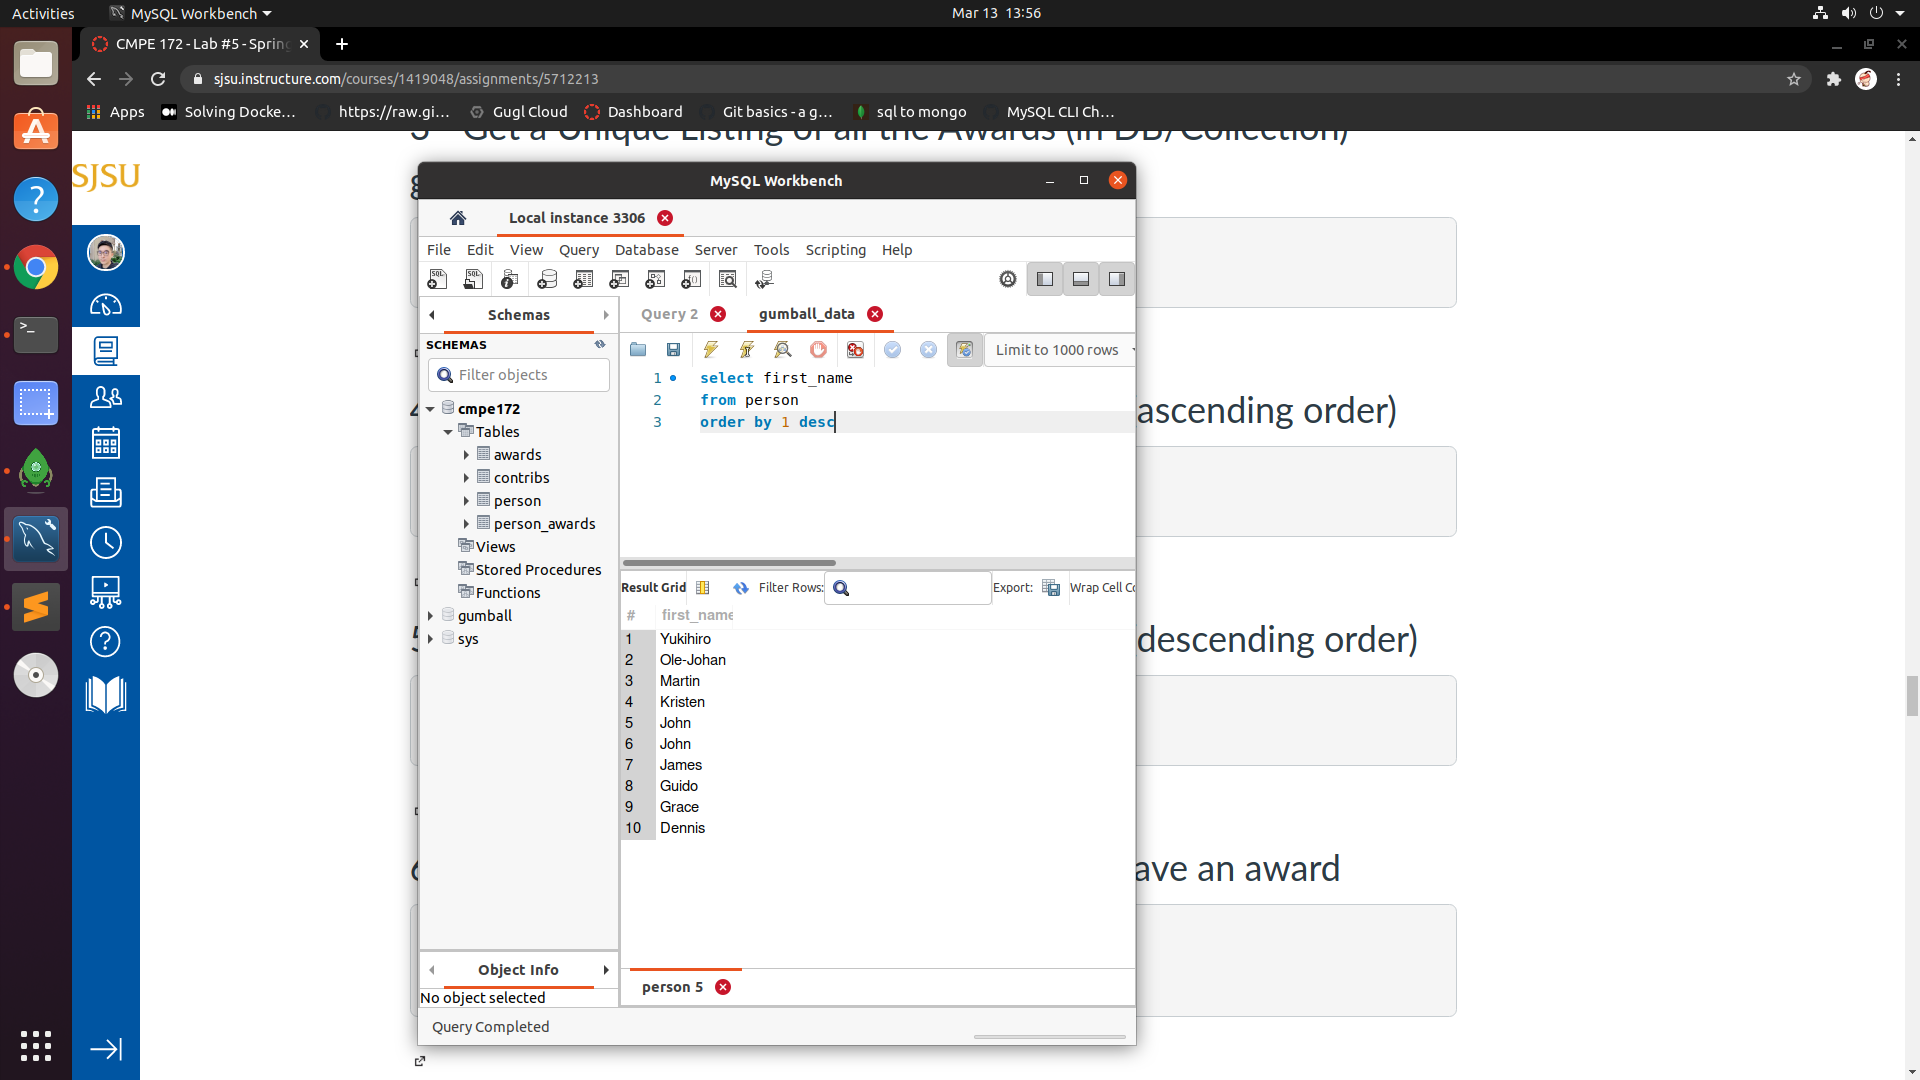 Activities
MySQL Workbench
Mar 13 13:56
CMPE 172 - Lab #5 - Spring
sjsu.instructure.com/courses/1419048/assignments/5712213
Apps
Solving Docke...
https://raw.gi...
Gugl Cloud
Dashboard
Git basics - a g...
sql to mongo
MySQL CLI Ch...
Get a Unique Listing of all the Awards (in DB/Collection)
SJSU
MySQL Workbench
Local instance 3306
File Edit View Query Database Server Tools Scripting Help
Schemas
Query 2
gumball_data
SCHEMAS
Filter objects
Limit to 1000 rows
1 select first_name
2 from person
3 order by 1 desc
cmpe172
Tables
awards
contribs
person
person_awards
Views
Stored Procedures
Functions
gumball
sys
ascending order)
descending order)
ave an award
Result Grid
Filter Rows:
Export:
Wrap Cell Co
# first_name
1 Yukihiro
2 Ole-Johan
3 Martin
4 Kristen
5 John
6 John
7 James
8 Guido
9 Grace
10 Dennis
Object Info
No object selected
person 5
Query Completed